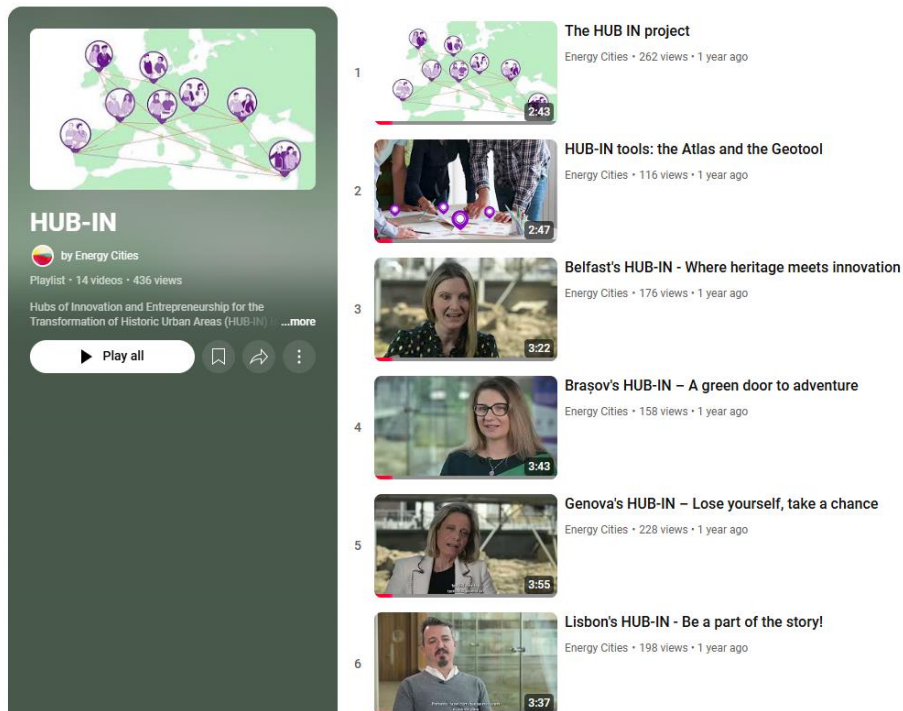 HUB-IN
by Energy Cities
Playlist • 14 videos • 436 views
Hubs of Innovation and Entrepreneurship for the
Transformation of Historic Urban Areas (HUB-IN) ...more
Play all
1
2:43
The HUB IN project
Energy Cities • 262 views • 1 year ago
2
2:47
HUB-IN tools: the Atlas and the Geotool
Energy Cities • 116 views • 1 year ago
3
3:22
Belfast's HUB-IN - Where heritage meets innovation
Energy Cities • 176 views • 1 year ago
4
3:43
Brașov's HUB-IN – A green door to adventure
Energy Cities • 158 views • 1 year ago
5
3:55
Genova's HUB-IN – Lose yourself, take a chance
Energy Cities • 228 views • 1 year ago
6
3:37
Lisbon's HUB-IN - Be a part of the story!
Energy Cities • 198 views • 1 year ago